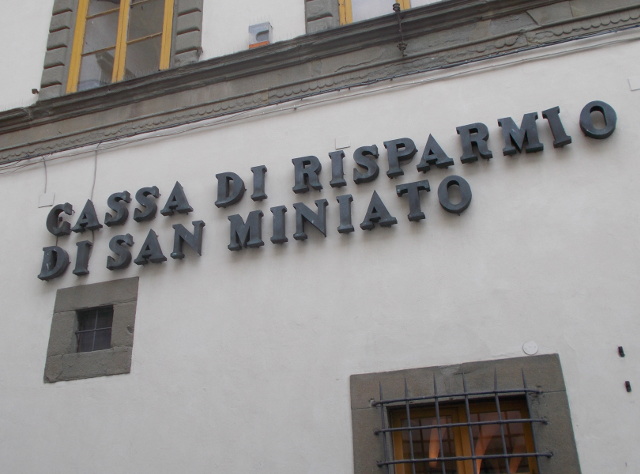 CASSA DI RISPARMIO
DI SAN MINIATO